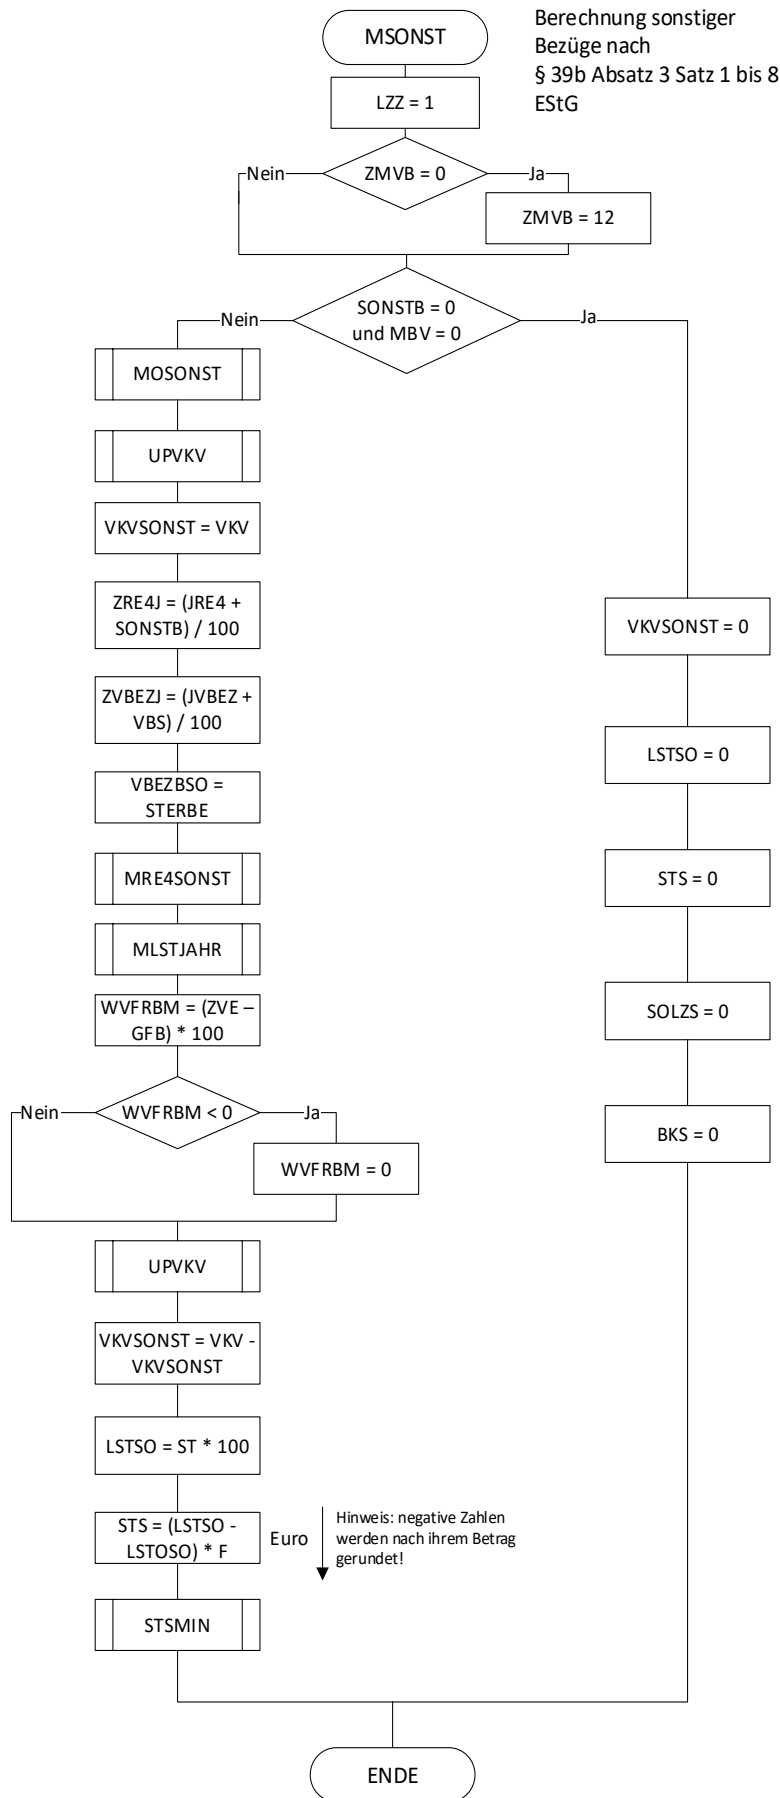 MSONST
Berechnung sonstiger
Bezüge nach
§ 39b Absatz 3 Satz 1 bis 8
EStG
LZZ = 1
Nein
ZMVB = 0
Ja
ZMVB = 12
Nein
SONSTB = 0
und MBV = 0
Ja
MOSONST
UPVKV
VKVSONST = VKV
ZRE4J = (JRE4 +
SONSTB) / 100
ZVBEZJ = (JVBEZ +
VBS) / 100
VBEZBSO =
STERBE
MRE4SONST
MLSTJAHR
WVFRBM = (ZVE –
GFB) * 100
Nein
WVFRBM < 0
Ja
WVFRBM = 0
UPVKV
VKVSONST = VKV -
VKVSONST
LSTSO = ST * 100
STS = (LSTSO -
LSTOSO) * F
Euro
Hinweis: negative Zahlen
werden nach ihrem Betrag
gerundet!
STSMIN
VKVSONST = 0
LSTSO = 0
STS = 0
SOLZS = 0
BKS = 0
ENDE